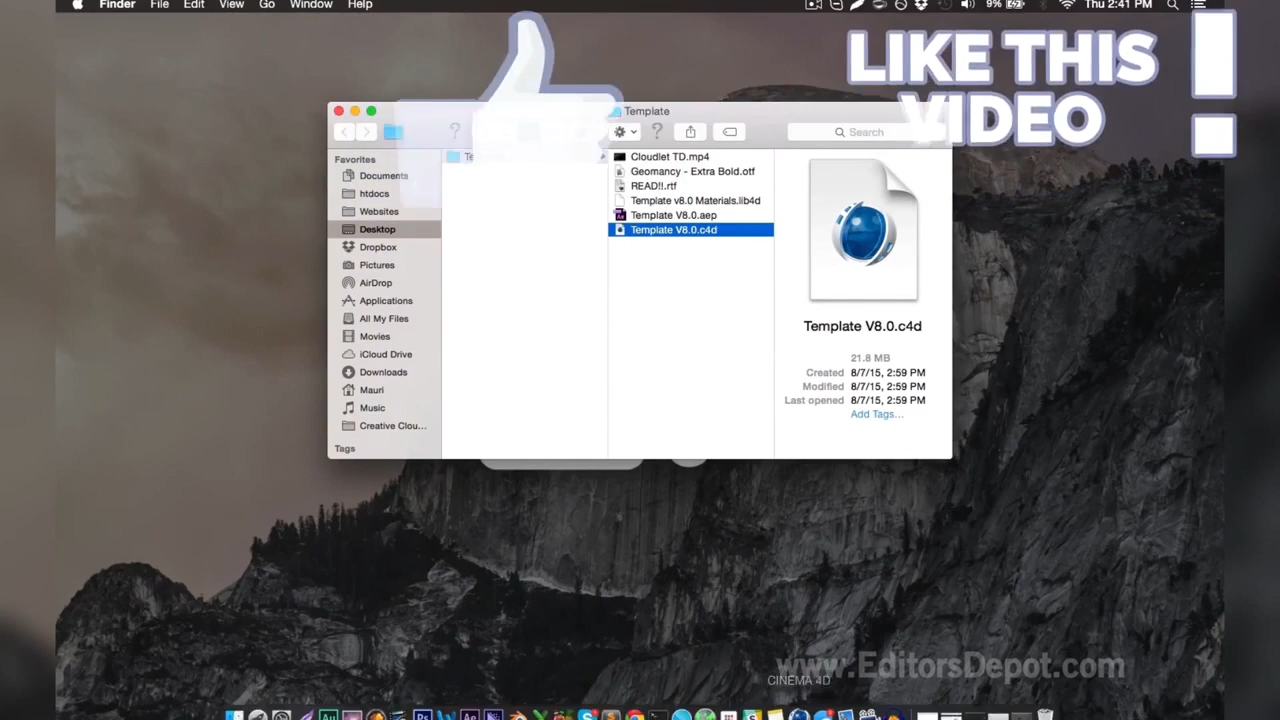 Finder File Edit View Go Window Help
9% Thu 2:41 PM
LIKE THIS
VIDEO
!
Template
Search
Favorites
Documents
htdocs
Websites
Desktop
Dropbox
Pictures
AirDrop
Applications
All My Files
Movies
iCloud Drive
Downloads
Mauri
Music
Creative Clou...
Tags
Cloudlet TD.mp4
Geomancy - Extra Bold.otf
READ!!.rtf
Template v8.0 Materials.lib4d
Template V8.0.aep
Template V8.0.c4d
Template V8.0.c4d
21.8 MB
Created 8/7/15, 2:59 PM
Modified 8/7/15, 2:59 PM
Last opened 8/7/15, 2:59 PM
Add Tags...
www.EditorsDepot.com
CINEMA 4D